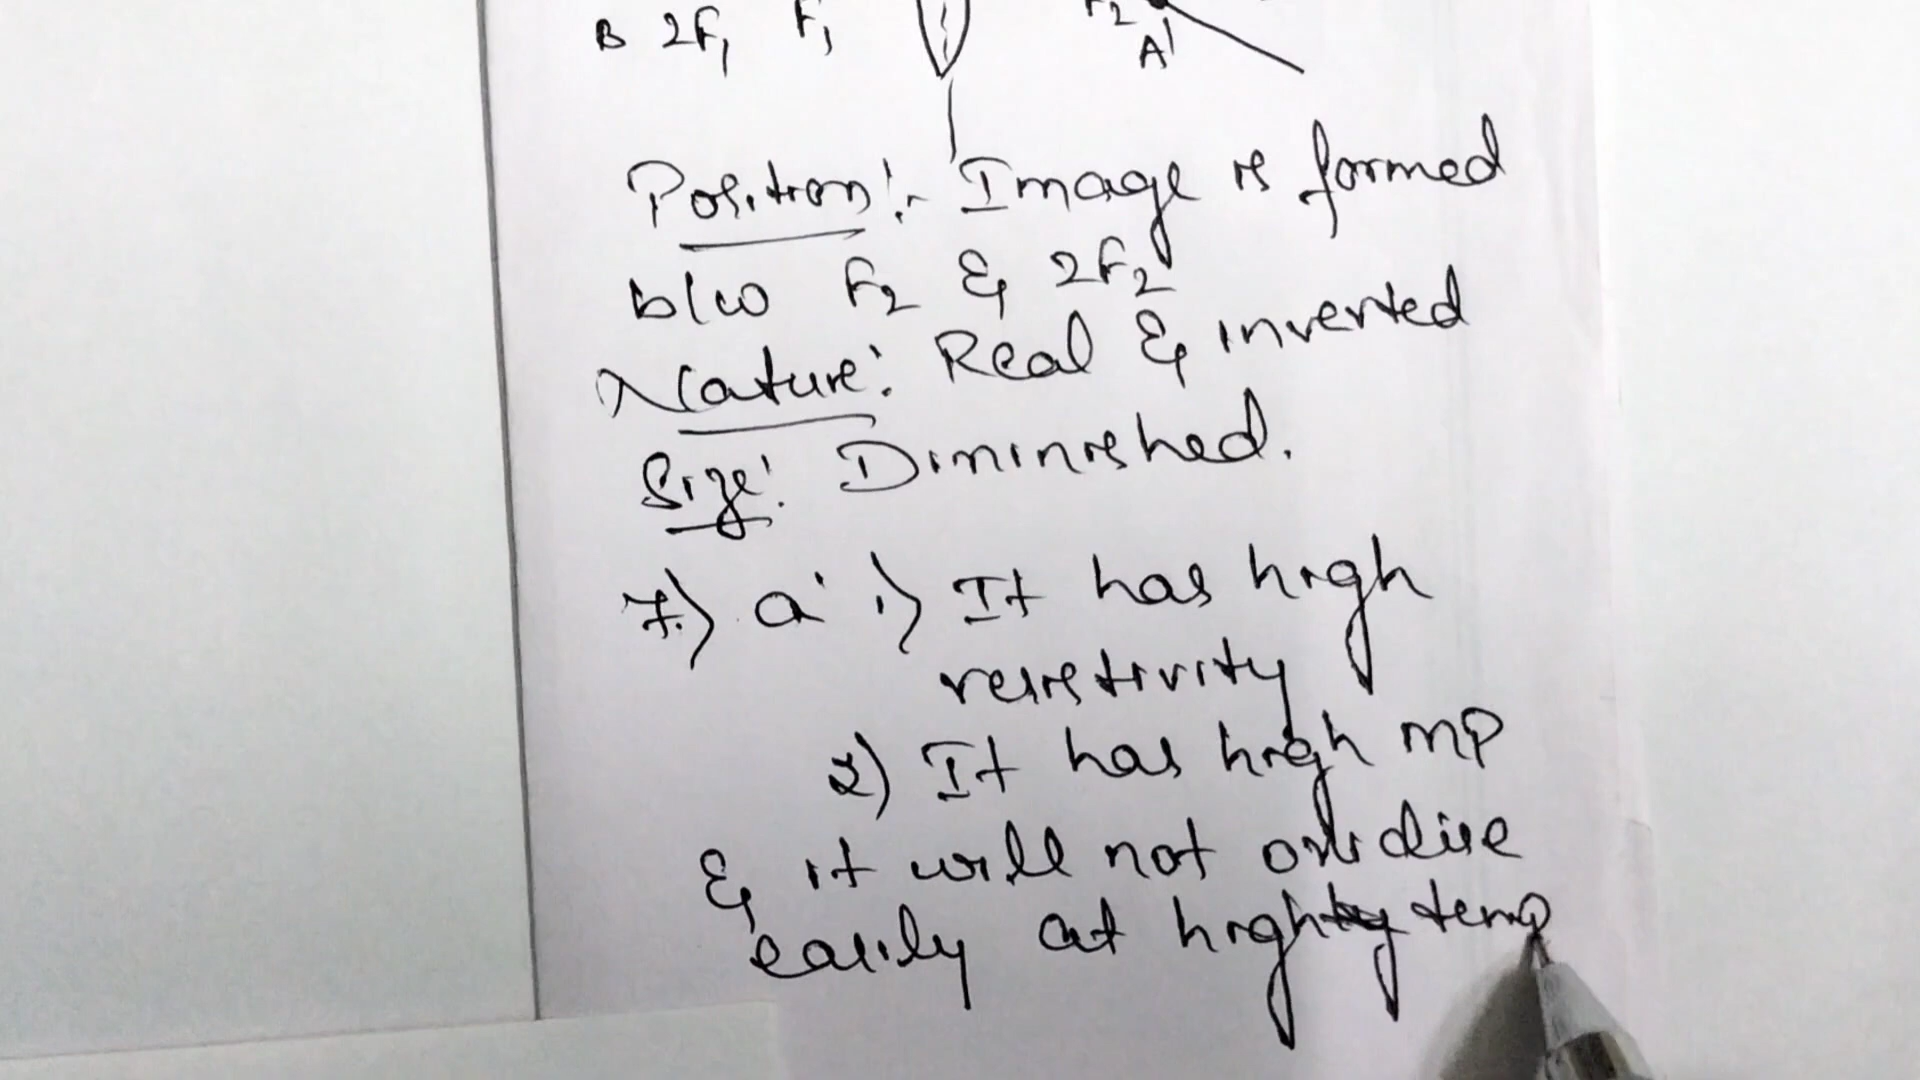 B 2F1 F1 F2
A'
Position:- Image is formed
b/w F2 & 2F2
Nature: Real & inverted
Size: Diminished.
7.) a 1) It has high
resistivity
2) It has high mp
& it will not oxidise
easily at high temp